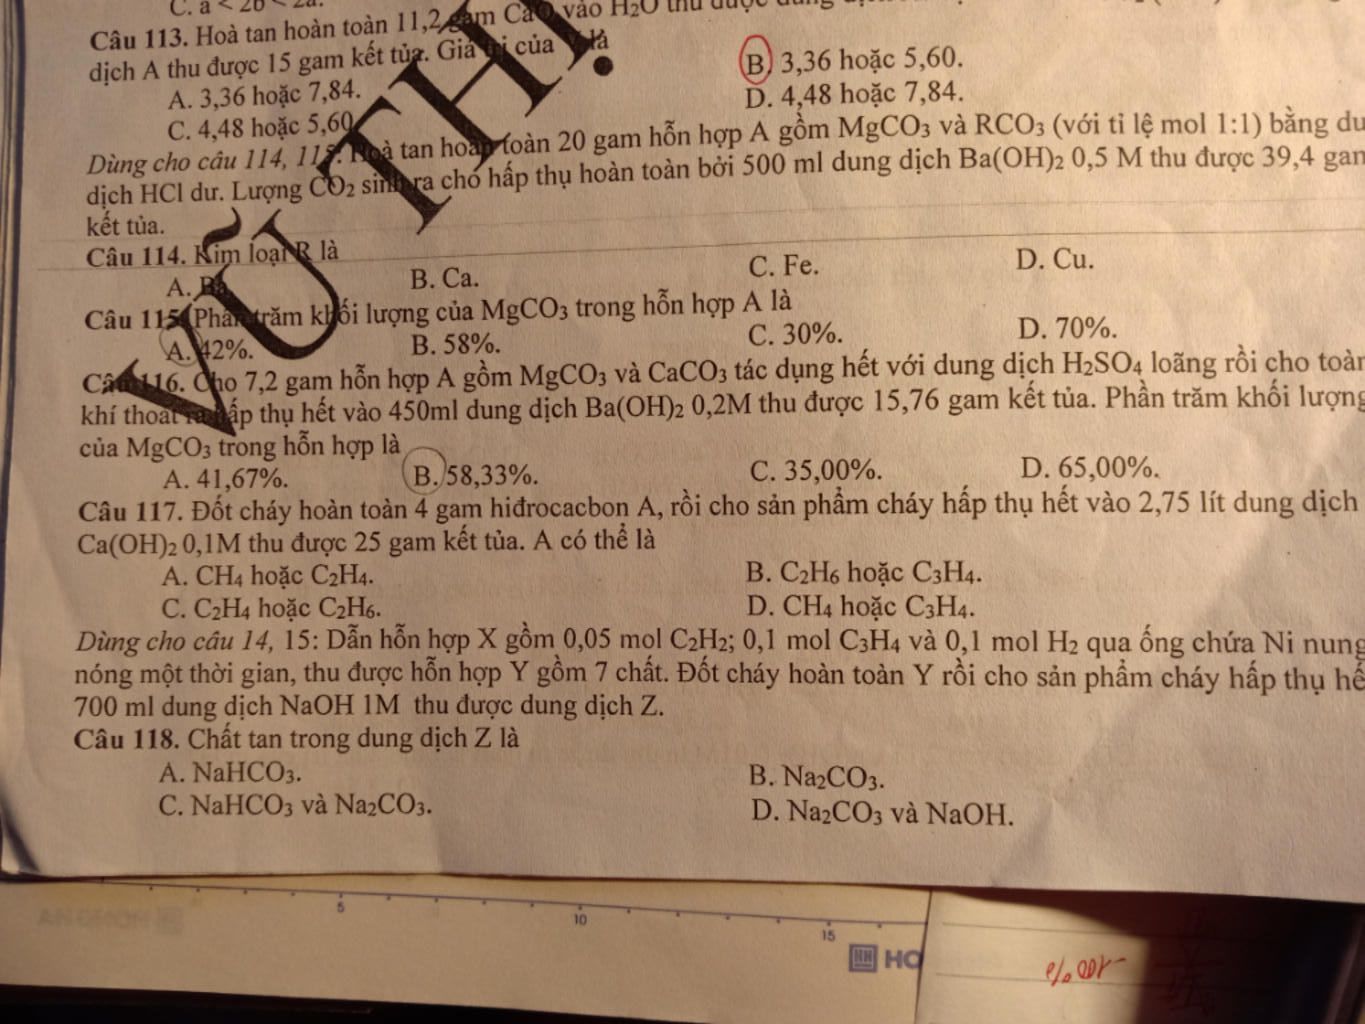 C. a < 2b < 2a.
Câu 113. Hoà tan hoàn toàn 11,2 gam CaO vào H₂O thu được
dịch A thu được 15 gam kết tủa. Giá trị của V là
A. 3,36 hoặc 7,84.
B. 3,36 hoặc 5,60.
C. 4,48 hoặc 5,60
D. 4,48 hoặc 7,84.
Dùng cho câu 114, 115: Hoà tan hoàn toàn 20 gam hỗn hợp A gồm MgCO₃ và RCO₃ (với tỉ lệ mol 1:1) bằng du
dịch HCl dư. Lượng CO₂ sinh ra cho hấp thụ hoàn toàn bởi 500 ml dung dịch Ba(OH)₂ 0,5 M thu được 39,4 gan
kết tủa.
Câu 114. Kim loại R là
A. Ba.
B. Ca.
C. Fe.
D. Cu.
Câu 115. Phần trăm khối lượng của MgCO₃ trong hỗn hợp A là
A. 42%.
B. 58%.
C. 30%.
D. 70%.
Câu 116. Cho 7,2 gam hỗn hợp A gồm MgCO₃ và CaCO₃ tác dụng hết với dung dịch H₂SO₄ loãng rồi cho toàn
khí thoát ra hấp thụ hết vào 450ml dung dịch Ba(OH)₂ 0,2M thu được 15,76 gam kết tủa. Phần trăm khối lượng
của MgCO₃ trong hỗn hợp là
A. 41,67%.
B. 58,33%.
C. 35,00%.
D. 65,00%.
Câu 117. Đốt cháy hoàn toàn 4 gam hiđrocacbon A, rồi cho sản phẩm cháy hấp thụ hết vào 2,75 lít dung dịch
Ca(OH)₂ 0,1M thu được 25 gam kết tủa. A có thể là
A. CH₄ hoặc C₂H₄.
B. C₂H₆ hoặc C₃H₄.
C. C₂H₄ hoặc C₂H₆.
D. CH₄ hoặc C₃H₄.
Dùng cho câu 14, 15: Dẫn hỗn hợp X gồm 0,05 mol C₂H₂; 0,1 mol C₃H₄ và 0,1 mol H₂ qua ống chứa Ni nung
nóng một thời gian, thu được hỗn hợp Y gồm 7 chất. Đốt cháy hoàn toàn Y rồi cho sản phẩm cháy hấp thụ hế
700 ml dung dịch NaOH 1M thu được dung dịch Z.
Câu 118. Chất tan trong dung dịch Z là
A. NaHCO₃.
B. Na₂CO₃.
C. NaHCO₃ và Na₂CO₃.
D. Na₂CO₃ và NaOH.
VŨ THỊ
5 10 15
HO